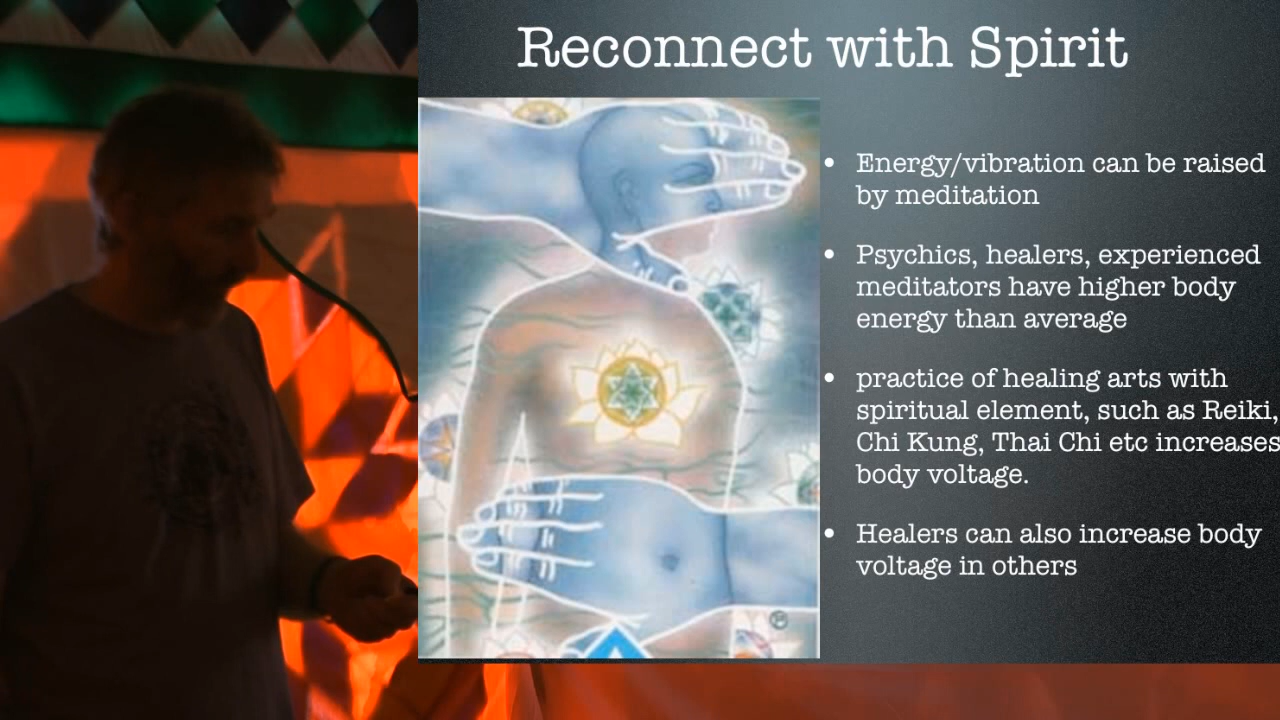 Reconnect with Spirit
• Energy/vibration can be raised
by meditation
• Psychics, healers, experienced
meditators have higher body
energy than average
• practice of healing arts with
spiritual element, such as Reiki,
Chi Kung, Thai Chi etc increases
body voltage.
• Healers can also increase body
voltage in others